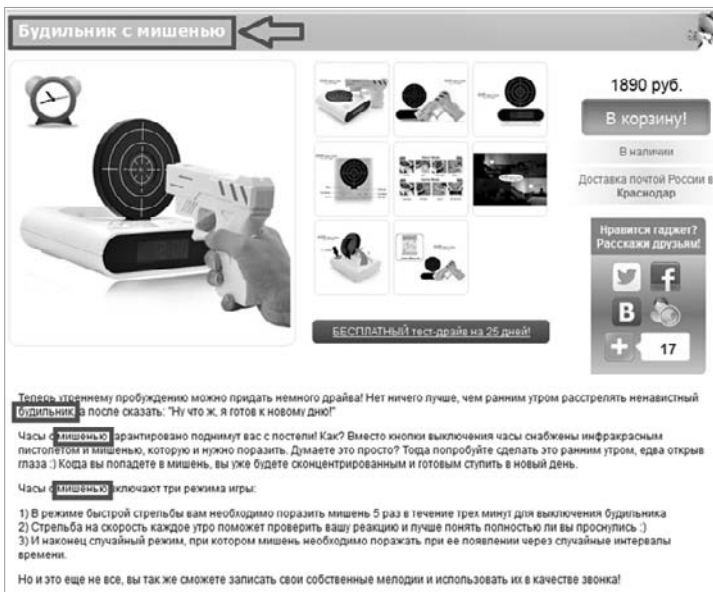 Будильник с мишенью
1890 руб.
В корзину!
В наличии
Доставка почтой России в
Краснодар
Нравится гаджет?
Расскажи друзьям!
17
БЕСПЛАТНЫЙ тест-драйв на 25 дней!
Теперь утреннему пробуждению можно придать немного драйва! Нет ничего лучше, чем ранним утром расстрелять ненавистный
будильник, а после сказать: "Ну что ж, я готов к новому дню!"
Часы с мишенью гарантировано поднимут вас с постели! Как? Вместо кнопки выключения часы снабжены инфракрасным
пистолетом и мишенью, которую и нужно поразить. Думаете это просто? Тогда попробуйте сделать это ранним утром, едва открыв
глаза :) Когда вы попадете в мишень, вы уже будете сконцентрированным и готовым ступить в новый день.
Часы с мишенью включают три режима игры:
1) В режиме быстрой стрельбы вам необходимо поразить мишень 5 раз в течение трех минут для выключения будильника
2) Стрельба на скорость каждое утро поможет проверить вашу реакцию и лучше понять полностью ли вы проснулись :)
3) И наконец случайный режим, при котором мишень необходимо поражать при ее появлении через случайные интервалы
времени.
Но и это еще не все, вы так же сможете записать свои собственные мелодии и использовать их в качестве звонка!